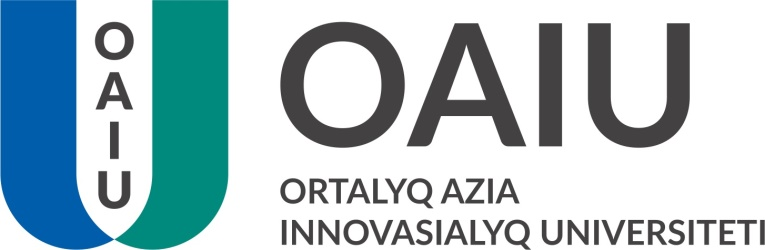 O
A
I
U
OAIU
ORTALYQ AZIA
INNOVASIALYQ UNIVERSITETI